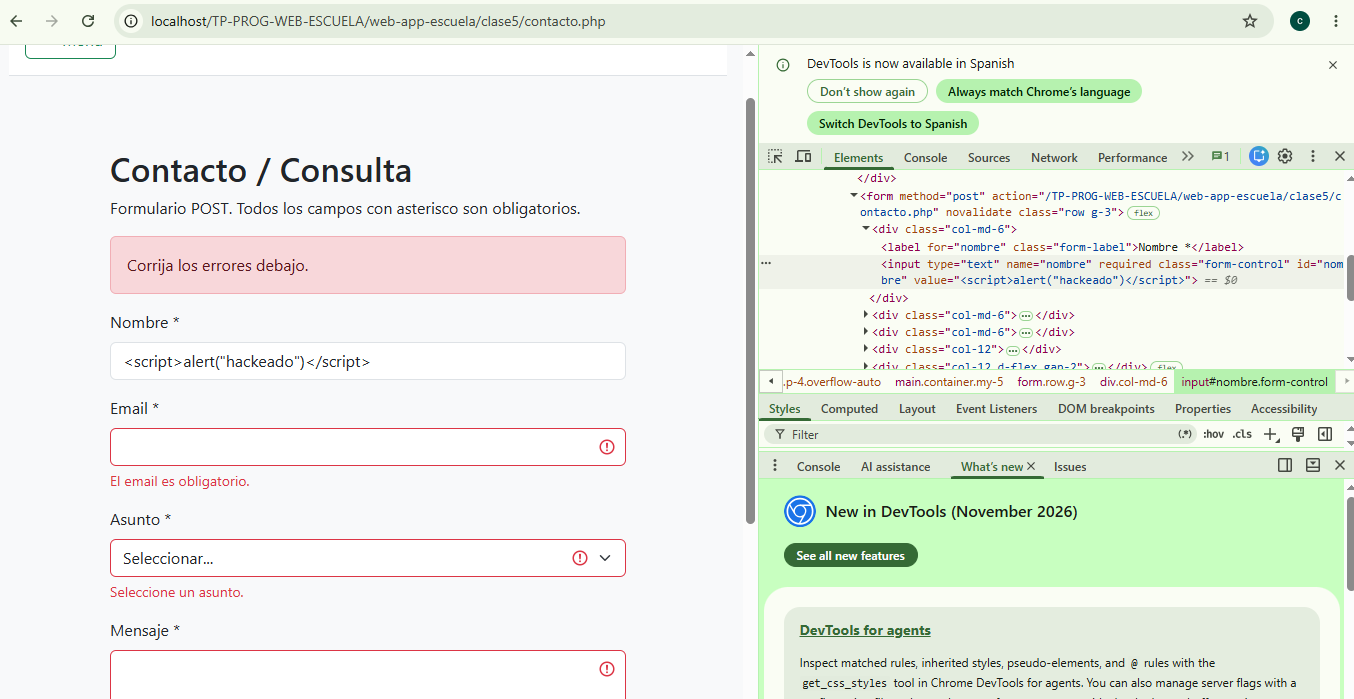 localhost/TP-PROG-WEB-ESCUELA/web-app-escuela/clase5/contacto.php
C
Contacto / Consulta
Formulario POST. Todos los campos con asterisco son obligatorios.
Corrija los errores debajo.
Nombre *
<script>alert("hackeado")</script>
Email *
El email es obligatorio.
Asunto *
Seleccionar...
Seleccione un asunto.
Mensaje *
DevTools is now available in Spanish
Don't show again
Always match Chrome's language
Switch DevTools to Spanish
Elements Console Sources Network Performance 1
</div>
<form method="post" action="/TP-PROG-WEB-ESCUELA/web-app-escuela/clase5/c
ontacto.php" novalidate class="row g-3"> flex
<div class="col-md-6">
<label for="nombre" class="form-label">Nombre *</label>
<input type="text" name="nombre" required class="form-control" id="nom
bre" value="<script>alert("hackeado")</script>"> == $0
</div>
<div class="col-md-6"> … </div>
<div class="col-md-6"> … </div>
<div class="col-12"> … </div>
<div class="col-12 d-flex gap-2"> … </div> flex
.p-4.overflow-auto main.container.my-5 form.row.g-3 div.col-md-6 input#nombre.form-control
Styles Computed Layout Event Listeners DOM breakpoints Properties Accessibility
Filter (.*) :hov .cls
Console AI assistance What's new Issues
New in DevTools (November 2026)
See all new features
DevTools for agents
Inspect matched rules, inherited styles, pseudo-elements, and @ rules with the
get_css_styles tool in Chrome DevTools for agents. You can also manage server flags with a